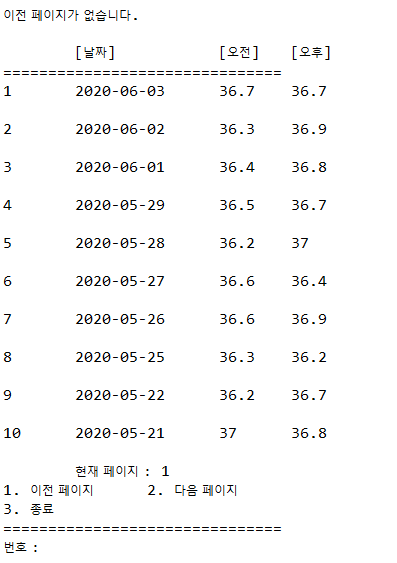 이전 페이지가 없습니다.
[날짜] [오전] [오후]
===============================
1 2020-06-03 36.7 36.7
2 2020-06-02 36.3 36.9
3 2020-06-01 36.4 36.8
4 2020-05-29 36.5 36.7
5 2020-05-28 36.2 37
6 2020-05-27 36.6 36.4
7 2020-05-26 36.6 36.9
8 2020-05-25 36.3 36.2
9 2020-05-22 36.2 36.7
10 2020-05-21 37 36.8
현재 페이지 : 1
1. 이전 페이지 2. 다음 페이지
3. 종료
===============================
번호 :